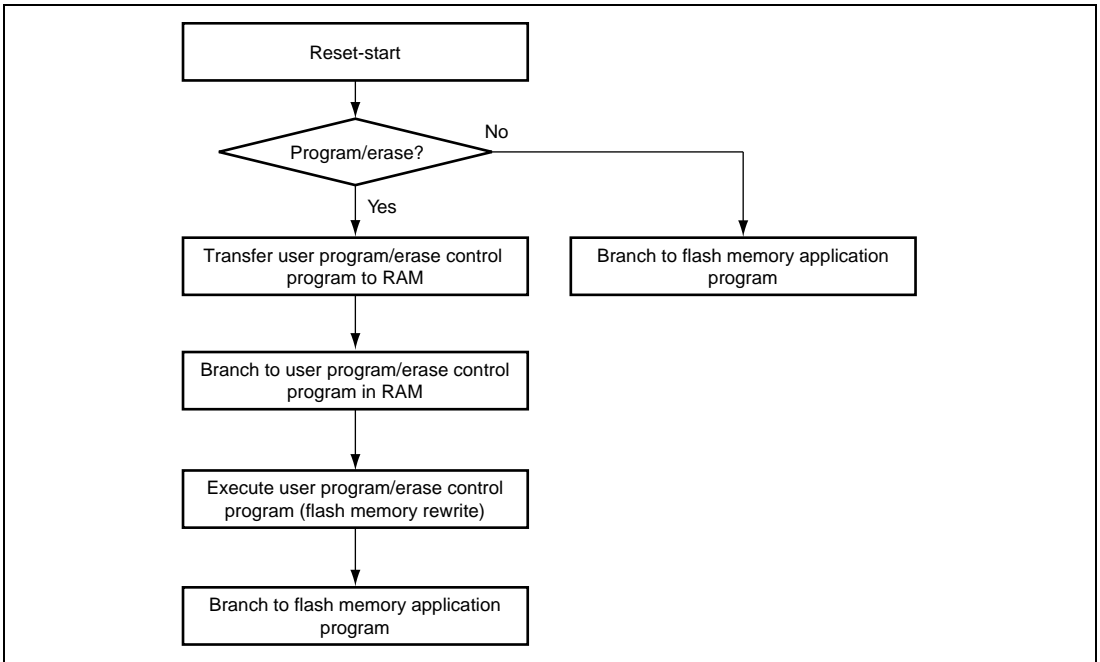 Reset-start
Program/erase?
No
Yes
Transfer user program/erase control
program to RAM
Branch to flash memory application
program
Branch to user program/erase control
program in RAM
Execute user program/erase control
program (flash memory rewrite)
Branch to flash memory application
program